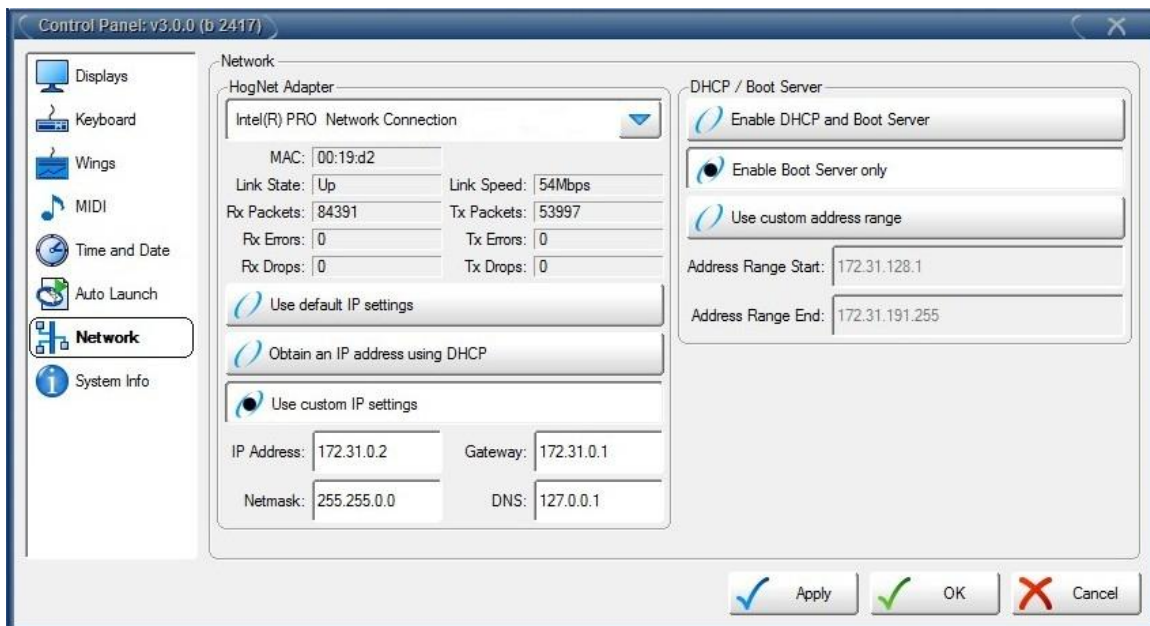 Control Panel: v3.0.0 (b 2417)
Displays
Keyboard
Wings
MIDI
Time and Date
Auto Launch
Network
System Info
Network
HogNet Adapter
Intel(R) PRO Network Connection
MAC: 00:19:d2
Link State: Up Link Speed: 54Mbps
Rx Packets: 84391 Tx Packets: 53997
Rx Errors: 0 Tx Errors: 0
Rx Drops: 0 Tx Drops: 0
Use default IP settings
Obtain an IP address using DHCP
Use custom IP settings
IP Address: 172.31.0.2 Gateway: 172.31.0.1
Netmask: 255.255.0.0 DNS: 127.0.0.1
DHCP / Boot Server
Enable DHCP and Boot Server
Enable Boot Server only
Use custom address range
Address Range Start: 172.31.128.1
Address Range End: 172.31.191.255
Apply OK Cancel